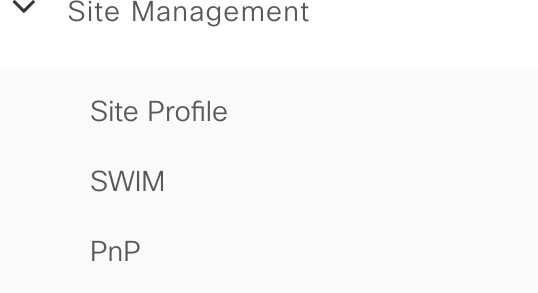 Site Management
Site Profile
SWIM
PnP